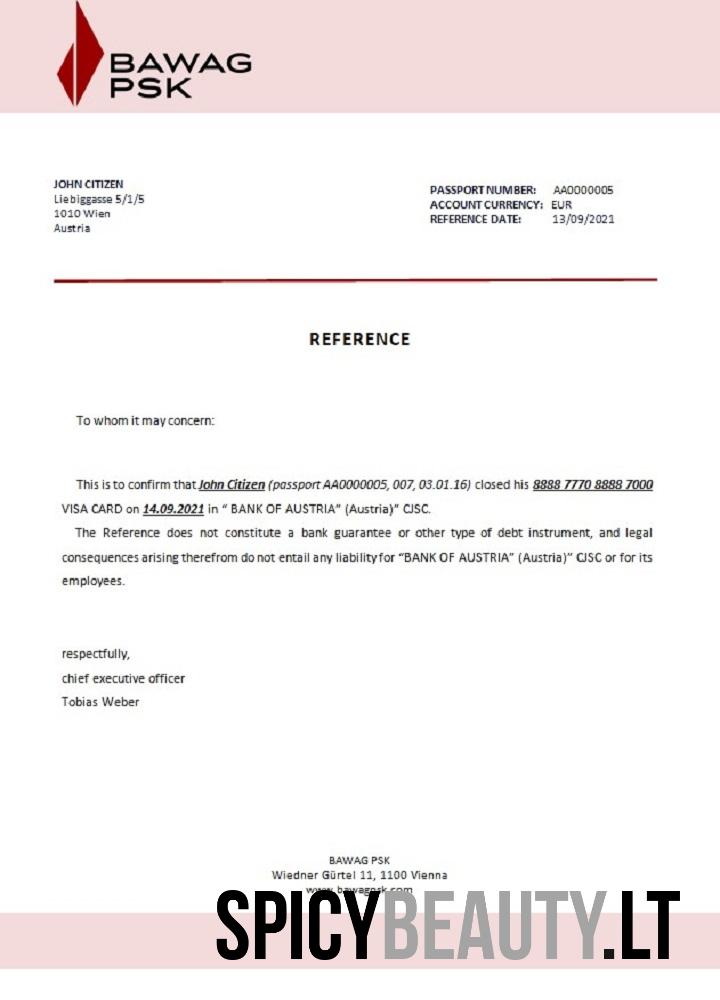 BAWAG
PSK
JOHN CITIZEN
Liebiggasse 5/1/5
1010 Wien
Austria
PASSPORT NUMBER: AA0000005
ACCOUNT CURRENCY: EUR
REFERENCE DATE: 13/09/2021
REFERENCE
To whom it may concern:
This is to confirm that John Citizen (passport AA0000005, 007, 03.01.16) closed his 8888 7770 8888 7000
VISA CARD on 14.09.2021 in “ BANK OF AUSTRIA” (Austria)” CJSC.
The Reference does not constitute a bank guarantee or other type of debt instrument, and legal
consequences arising therefrom do not entail any liability for “BANK OF AUSTRIA” (Austria)” CJSC or for its
employees.
respectfully,
chief executive officer
Tobias Weber
BAWAG PSK
Wiedner Gürtel 11, 1100 Vienna
www.bawagpsk.com
SPICYBEAUTY.LT